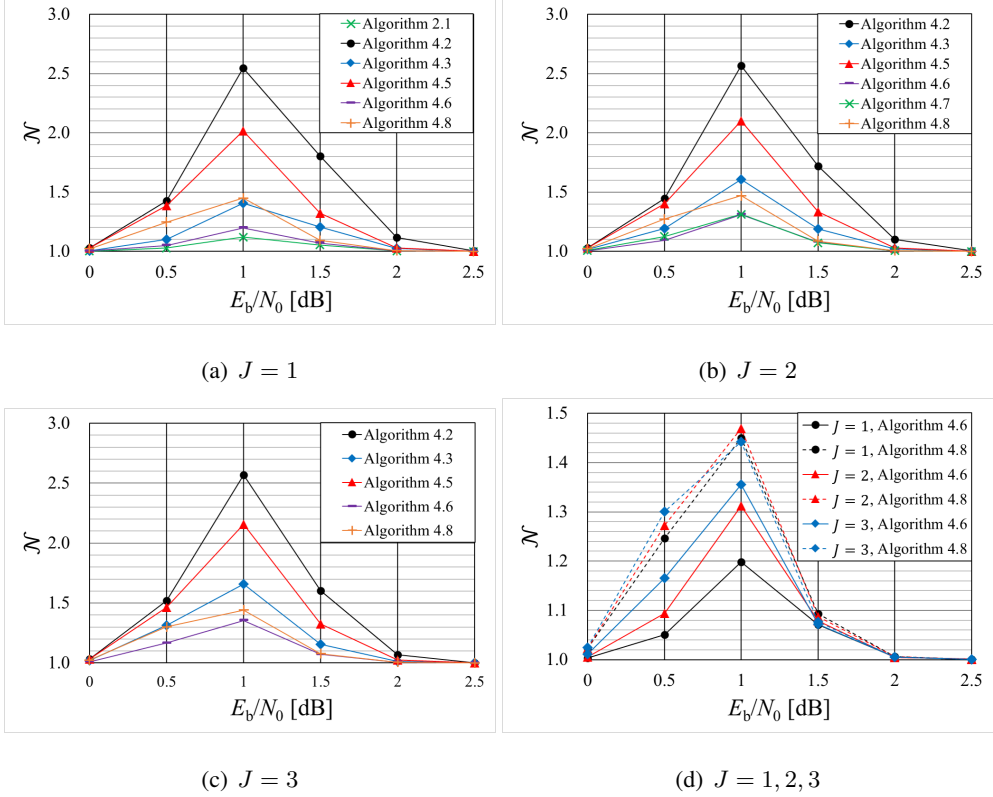 3.0
2.5
2.0
1.5
1.0
𝒩
0 0.5 1 1.5 2 2.5
E_b/N_0 [dB]
Algorithm 2.1
Algorithm 4.2
Algorithm 4.3
Algorithm 4.5
Algorithm 4.6
Algorithm 4.8
(a) J = 1
3.0
2.5
2.0
1.5
1.0
𝒩
0 0.5 1 1.5 2 2.5
E_b/N_0 [dB]
Algorithm 4.2
Algorithm 4.3
Algorithm 4.5
Algorithm 4.6
Algorithm 4.7
Algorithm 4.8
(b) J = 2
3.0
2.5
2.0
1.5
1.0
𝒩
0 0.5 1 1.5 2 2.5
E_b/N_0 [dB]
Algorithm 4.2
Algorithm 4.3
Algorithm 4.5
Algorithm 4.6
Algorithm 4.8
(c) J = 3
1.5
1.4
1.3
1.2
1.1
1.0
𝒩
0 0.5 1 1.5 2 2.5
E_b/N_0 [dB]
J = 1, Algorithm 4.6
J = 1, Algorithm 4.8
J = 2, Algorithm 4.6
J = 2, Algorithm 4.8
J = 3, Algorithm 4.6
J = 3, Algorithm 4.8
(d) J = 1, 2, 3